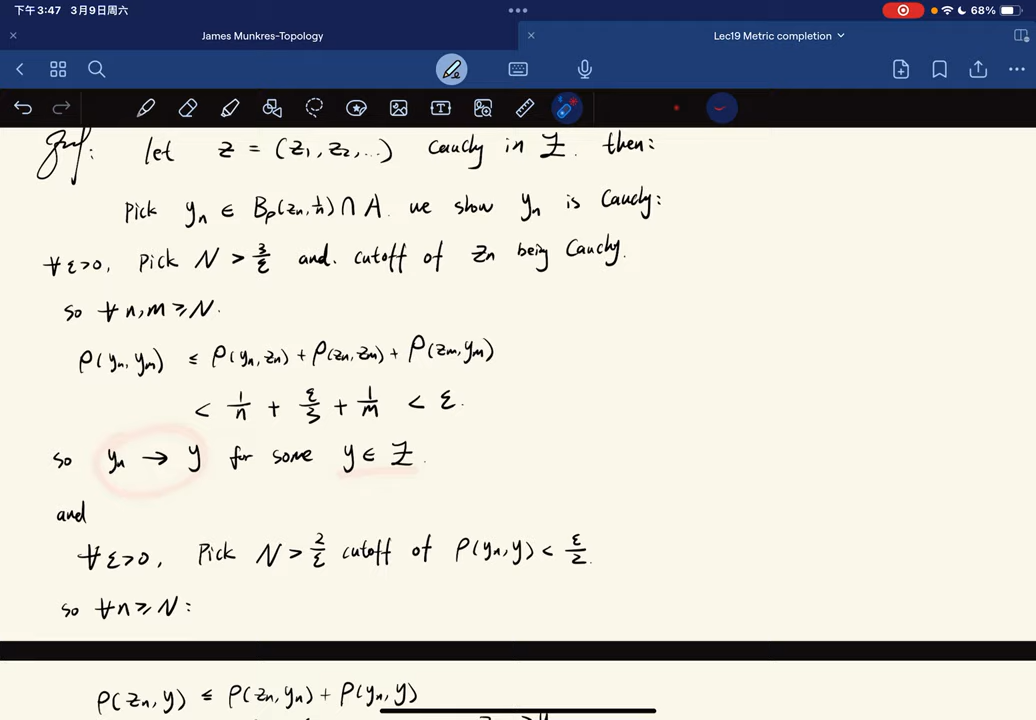 下午3:47 3月9日周六
68%
James Munkres-Topology
Lec19 Metric completion
Proof: let z = (z₁, z₂, ...) Cauchy in Z. then:
Pick yₙ ∈ Bρ(zₙ, 1/n) ∩ A. we show yₙ is Cauchy:
∀ε>0, Pick N > 3/ε and. cutoff of zₙ being Cauchy.
so ∀ n,m ≥ N.
ρ(yₙ, yₘ) ≤ ρ(yₙ, zₙ) + ρ(zₙ, zₘ) + ρ(zₘ, yₘ)
< 1/n + ε/3 + 1/m < ε.
so yₙ → y for some y ∈ Z.
and
∀ε>0, Pick N > 2/ε cutoff of ρ(yₙ, y) < ε/2.
so ∀n ≥ N:
ρ(zₙ, y) ≤ ρ(zₙ, yₙ) + ρ(yₙ, y)